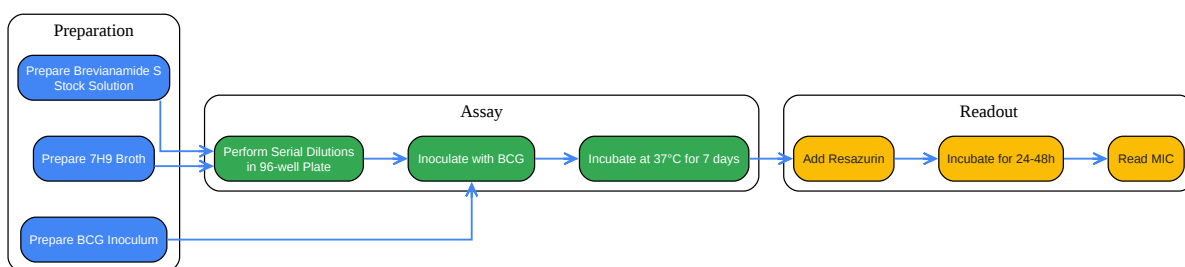 Preparation
Prepare Brevianamide S
Stock Solution
Prepare 7H9 Broth
Prepare BCG Inoculum
Assay
Perform Serial Dilutions
in 96-well Plate
Inoculate with BCG
Incubate at 37°C for 7 days
Readout
Add Resazurin
Incubate for 24-48h
Read MIC